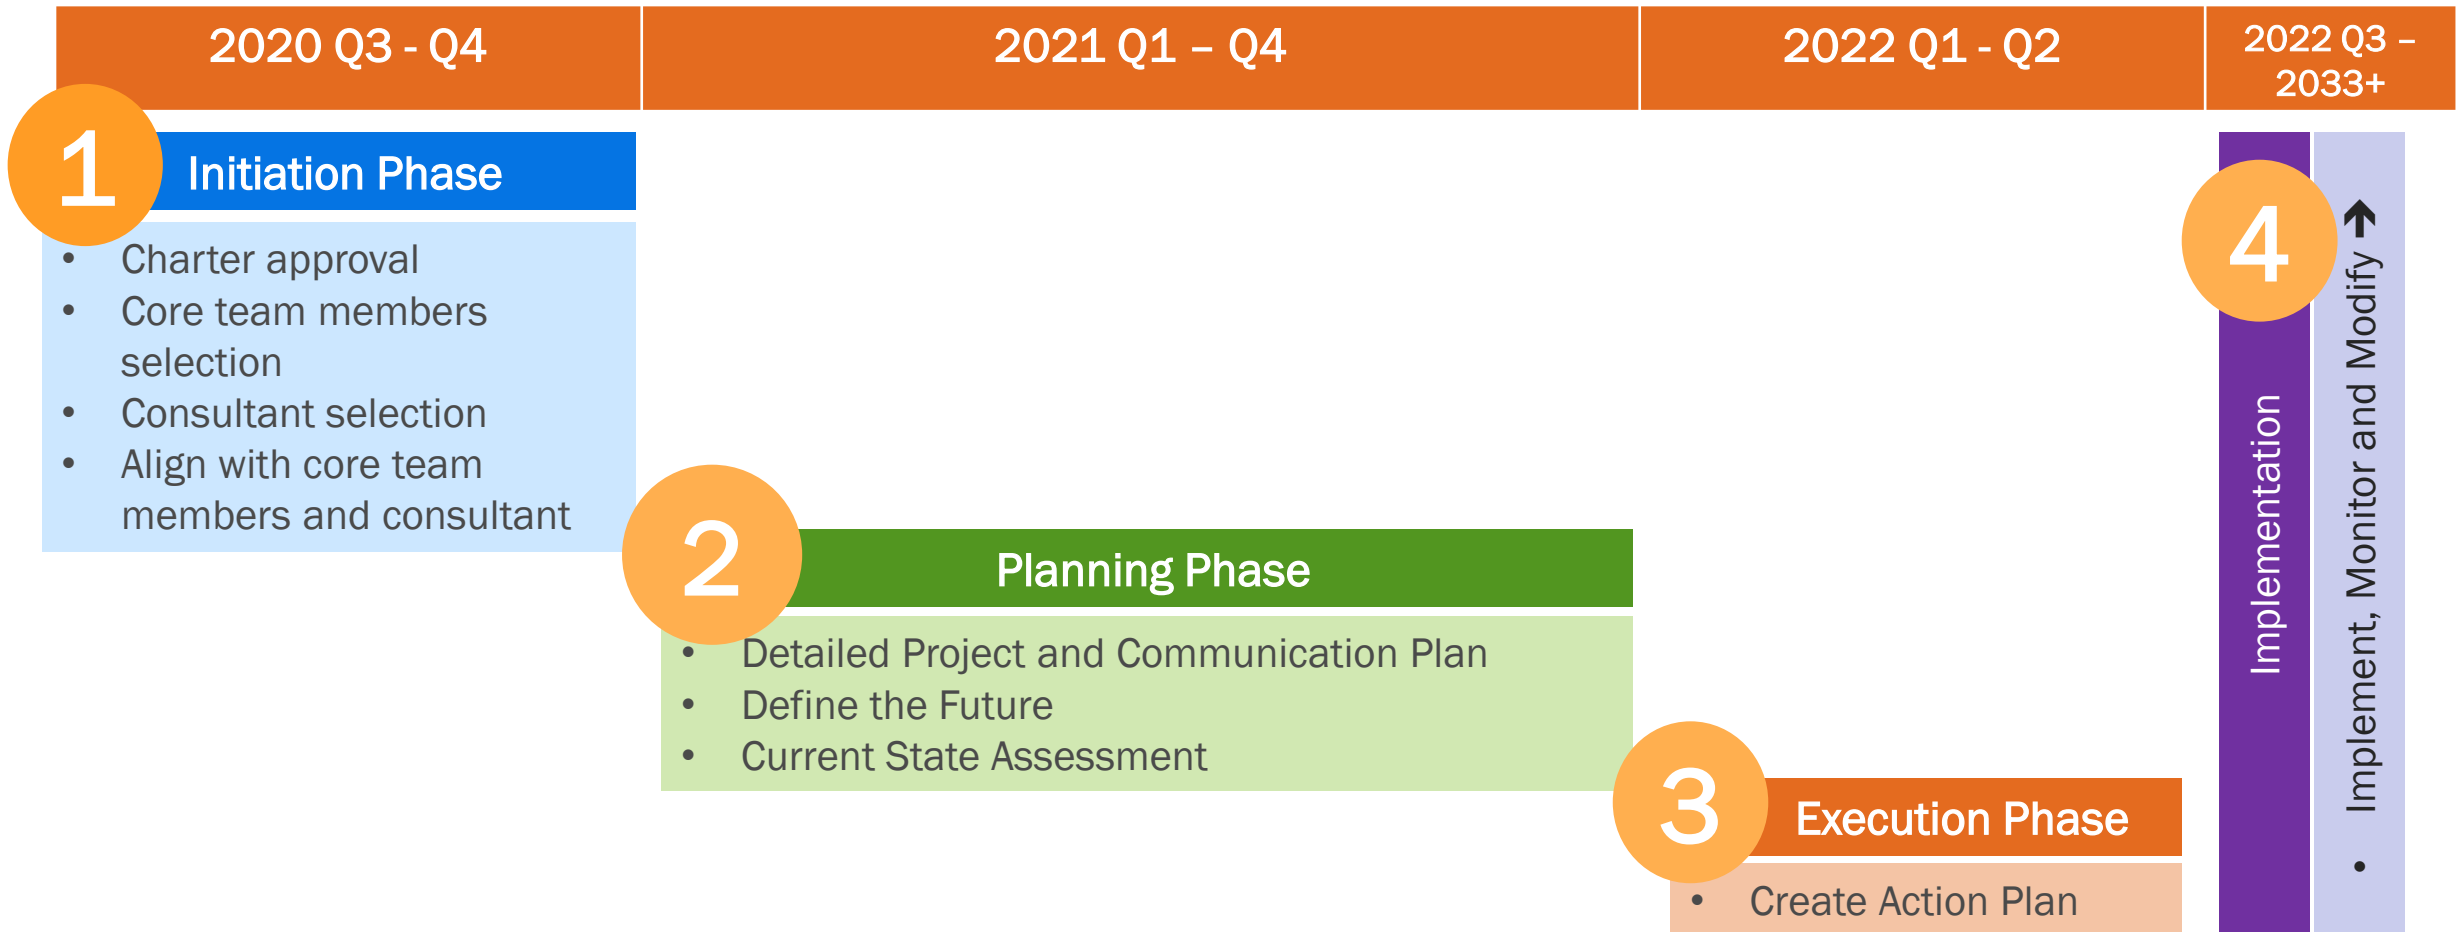 2020 Q3 - Q4
2021 Q1 – Q4
2022 Q1 - Q2
2022 Q3 –
2033+
1
Initiation Phase
• Charter approval
• Core team members
selection
• Consultant selection
• Align with core team
members and consultant
2
Planning Phase
• Detailed Project and Communication Plan
• Define the Future
• Current State Assessment
3
Execution Phase
• Create Action Plan
4
Implementation
• Implement, Monitor and Modify ➔